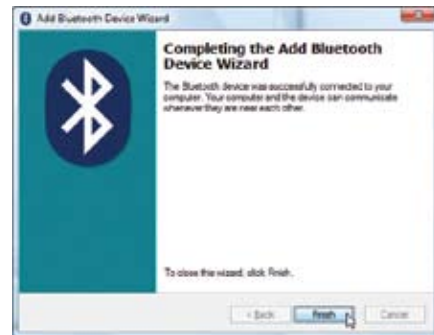 Add Bluetooth Device Wizard
Completing the Add Bluetooth
Device Wizard
The Bluetooth device was successfully connected to your
computer. Your computer and the device can communicate
whenever they are near each other.
To close the wizard, click Finish.
< Back
Finish
Cancel